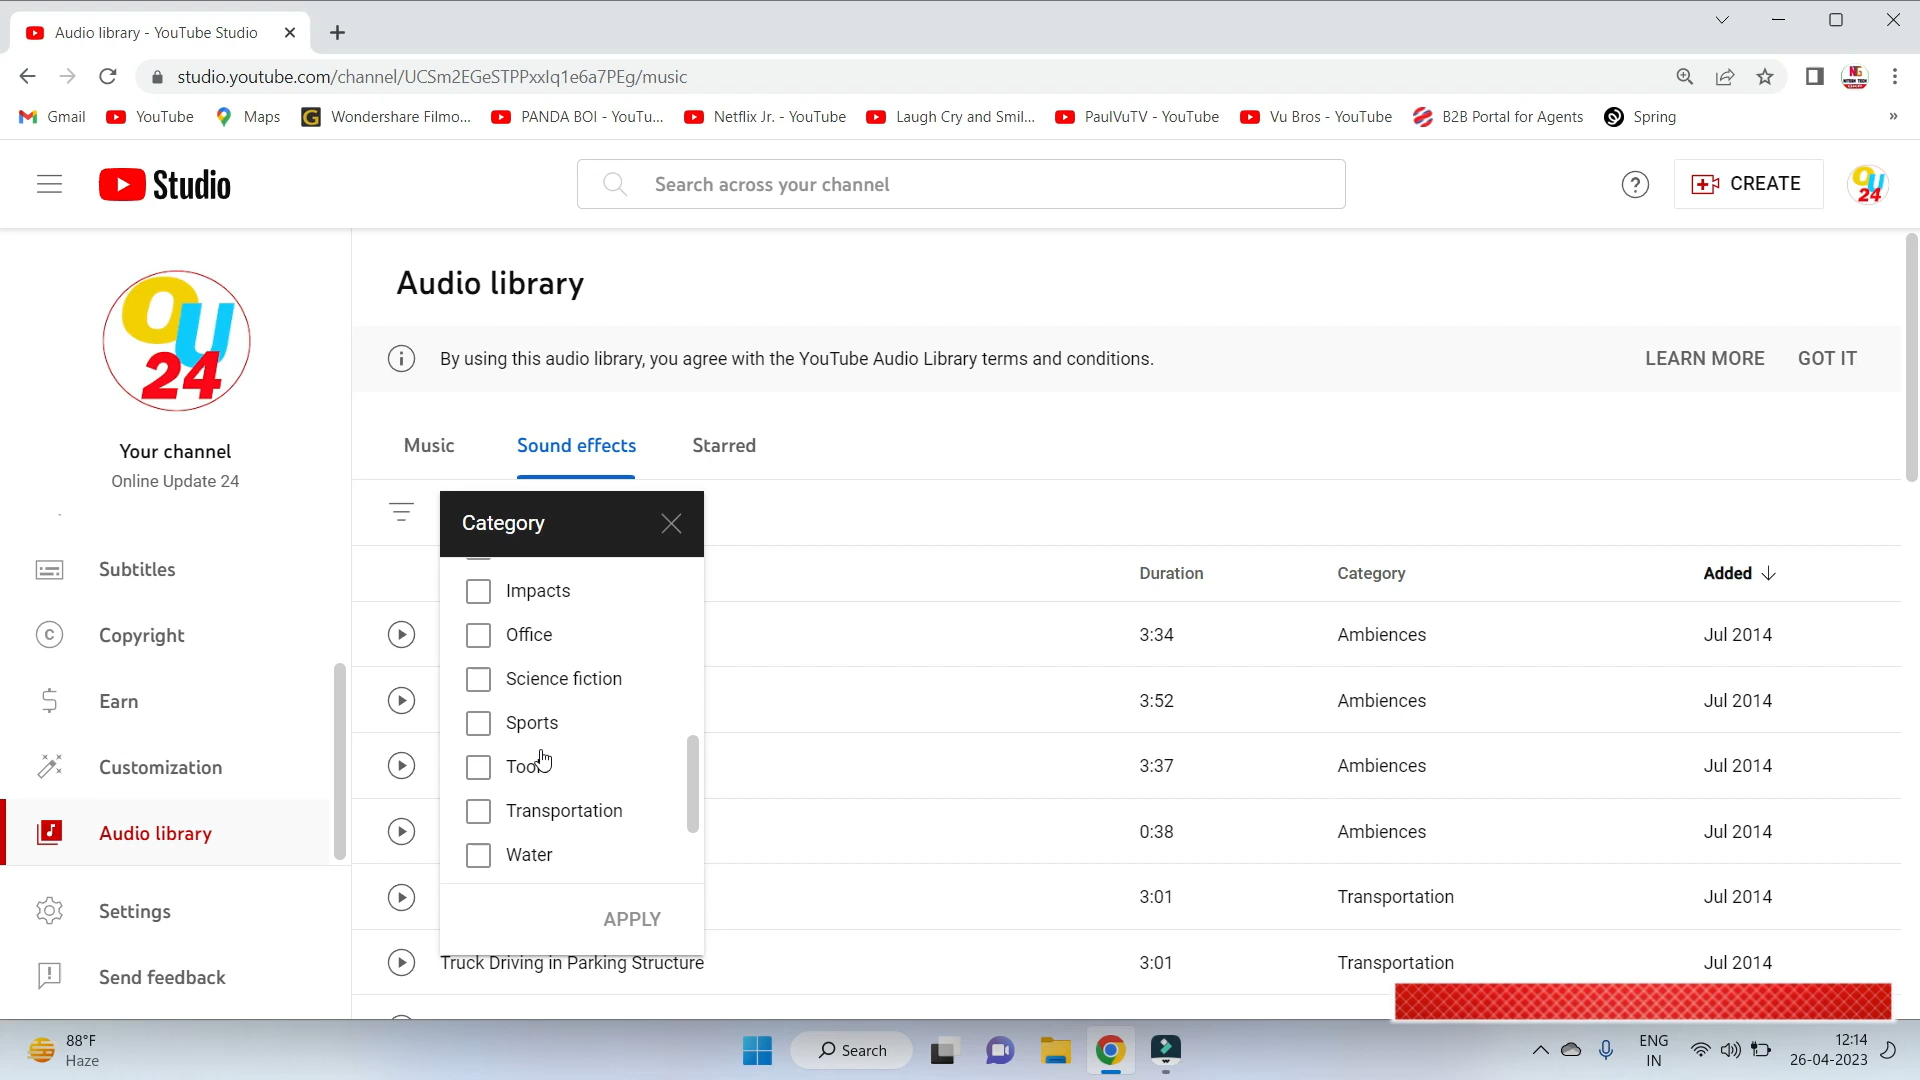 Audio library - YouTube Studio
studio.youtube.com/channel/UCSm2EGeSTPPxxlq1e6a7PEg/music
Gmail YouTube Maps Wondershare Filmo... PANDA BOI - YouTu... Netflix Jr. - YouTube Laugh Cry and Smil... PaulVuTV - YouTube Vu Bros - YouTube B2B Portal for Agents Spring »
Studio Search across your channel CREATE
OU 24
OU 24
Your channel
Online Update 24
Subtitles
Copyright
Earn
Customization
Audio library
Settings
Send feedback
Audio library
By using this audio library, you agree with the YouTube Audio Library terms and conditions. LEARN MORE GOT IT
Music Sound effects Starred
Category
Impacts
Office
Science fiction
Sports
Transportation
Water
APPLY
Duration Category Added
3:34 Ambiences Jul 2014
3:52 Ambiences Jul 2014
3:37 Ambiences Jul 2014
0:38 Ambiences Jul 2014
3:01 Transportation Jul 2014
Truck Driving in Parking Structure 3:01 Transportation Jul 2014
88°F
Haze
Search
ENG
IN
12:14
26-04-2023